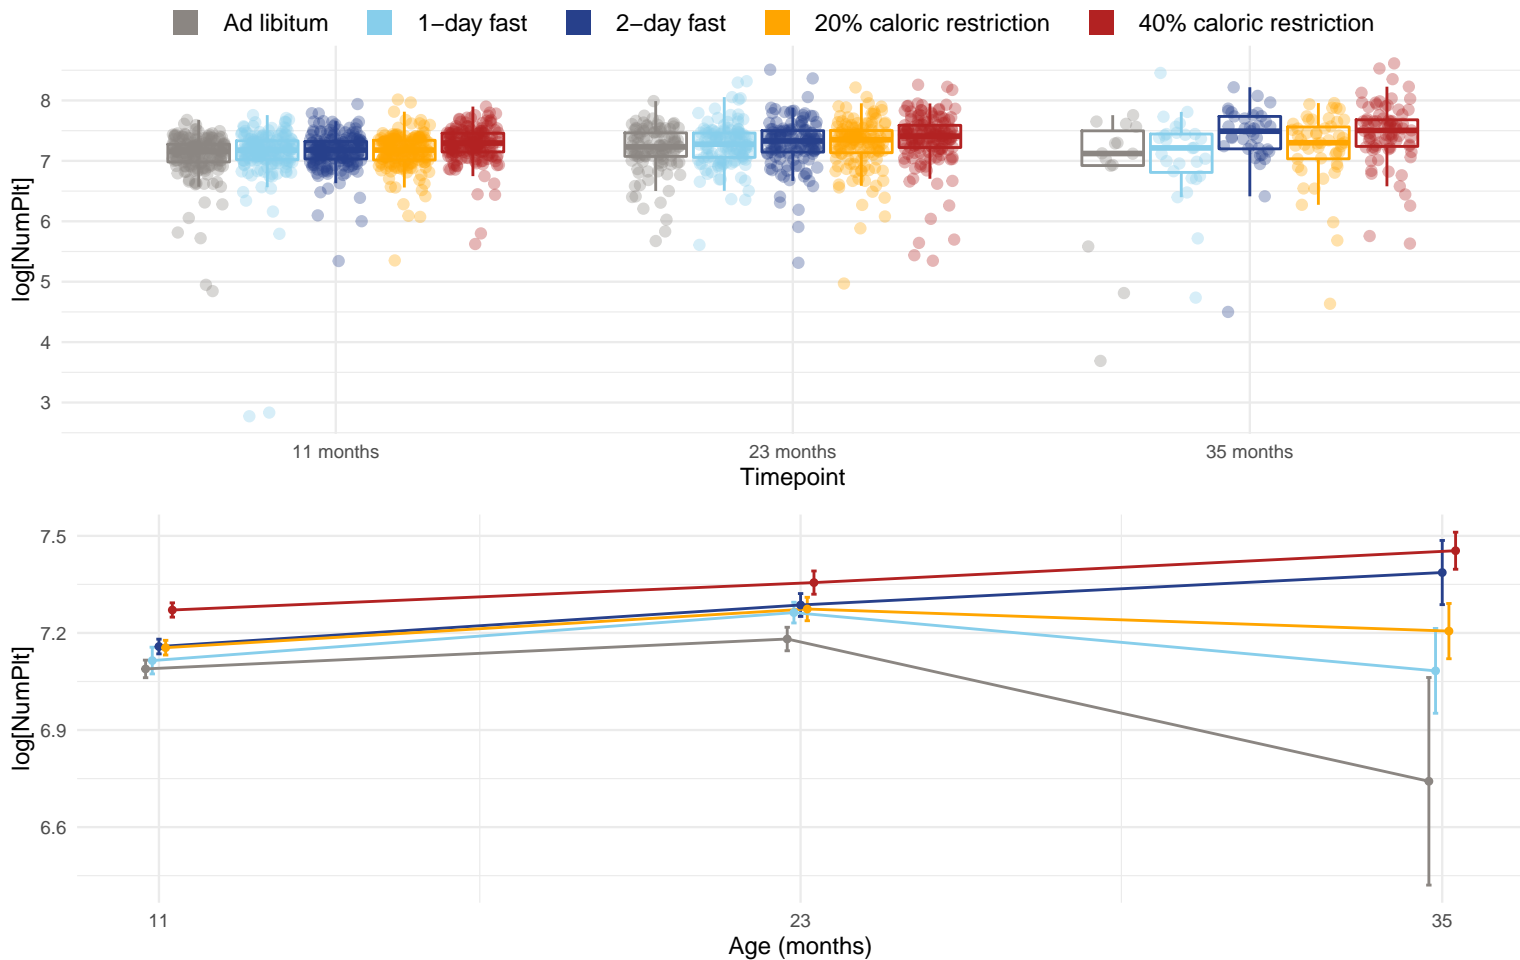 Ad libitum 1−day fast 2−day fast 20% caloric restriction 40% caloric restriction
log[NumPlt]
8
7
6
5
4
3
11 months 23 months 35 months
Timepoint
log[NumPlt]
7.5
7.2
6.9
6.6
11 23 35
Age (months)